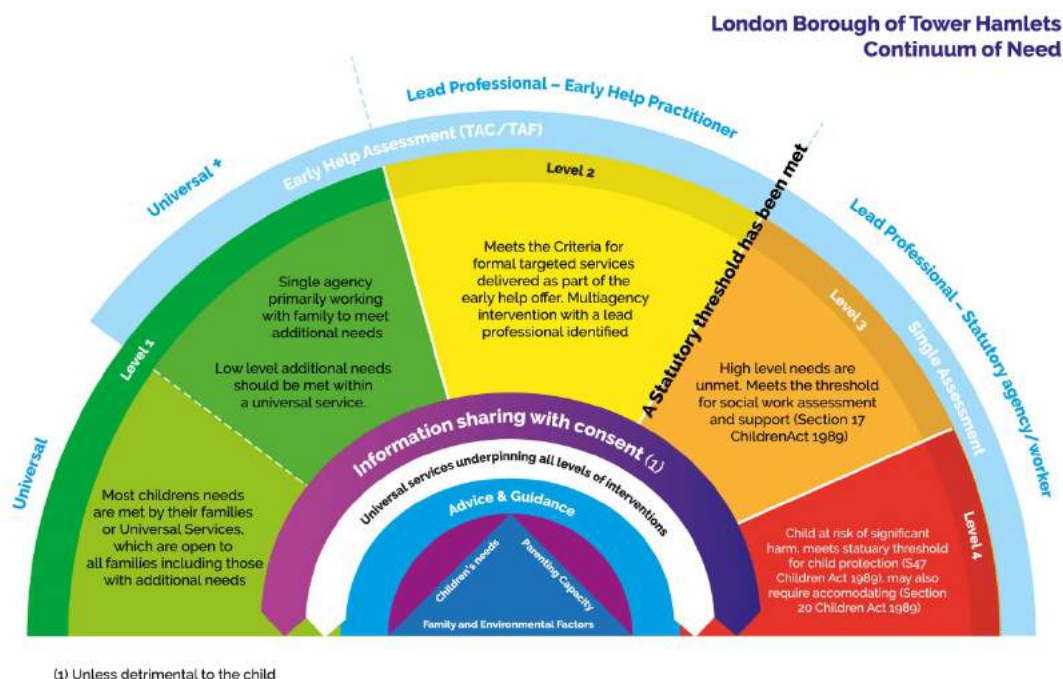 London Borough of Tower Hamlets
Continuum of Need
Universal
Universal +
Lead Professional – Early Help Practitioner
Lead Professional – Statutory agency/worker
Early Help Assessment (TAC/TAF)
Single Assessment
A Statutory threshold has been met
Level 1
Most childrens needs
are met by their families
or Universal Services,
which are open to
all families including those
with additional needs
Single agency
primarily working
with family to meet
additional needs
Low level additional needs
should be met within
a universal service.
Level 2
Meets the Criteria for
formal targeted services
delivered as part of the
early help offer. Multiagency
intervention with a lead
professional identified
Level 3
High level needs are
unmet. Meets the threshold
for social work assessment
and support (Section 17
ChildrenAct 1989)
Level 4
Child at risk of significant
harm, meets statuary threshold
for child protection (S47
Children Act 1989), may also
require accomodating (Section
20 Children Act 1989)
Information sharing with consent (1)
Universal services underpinning all levels of interventions
Advice & Guidance
Children's needs
Parenting Capacity
Family and Environmental Factors
(1) Unless detrimental to the child